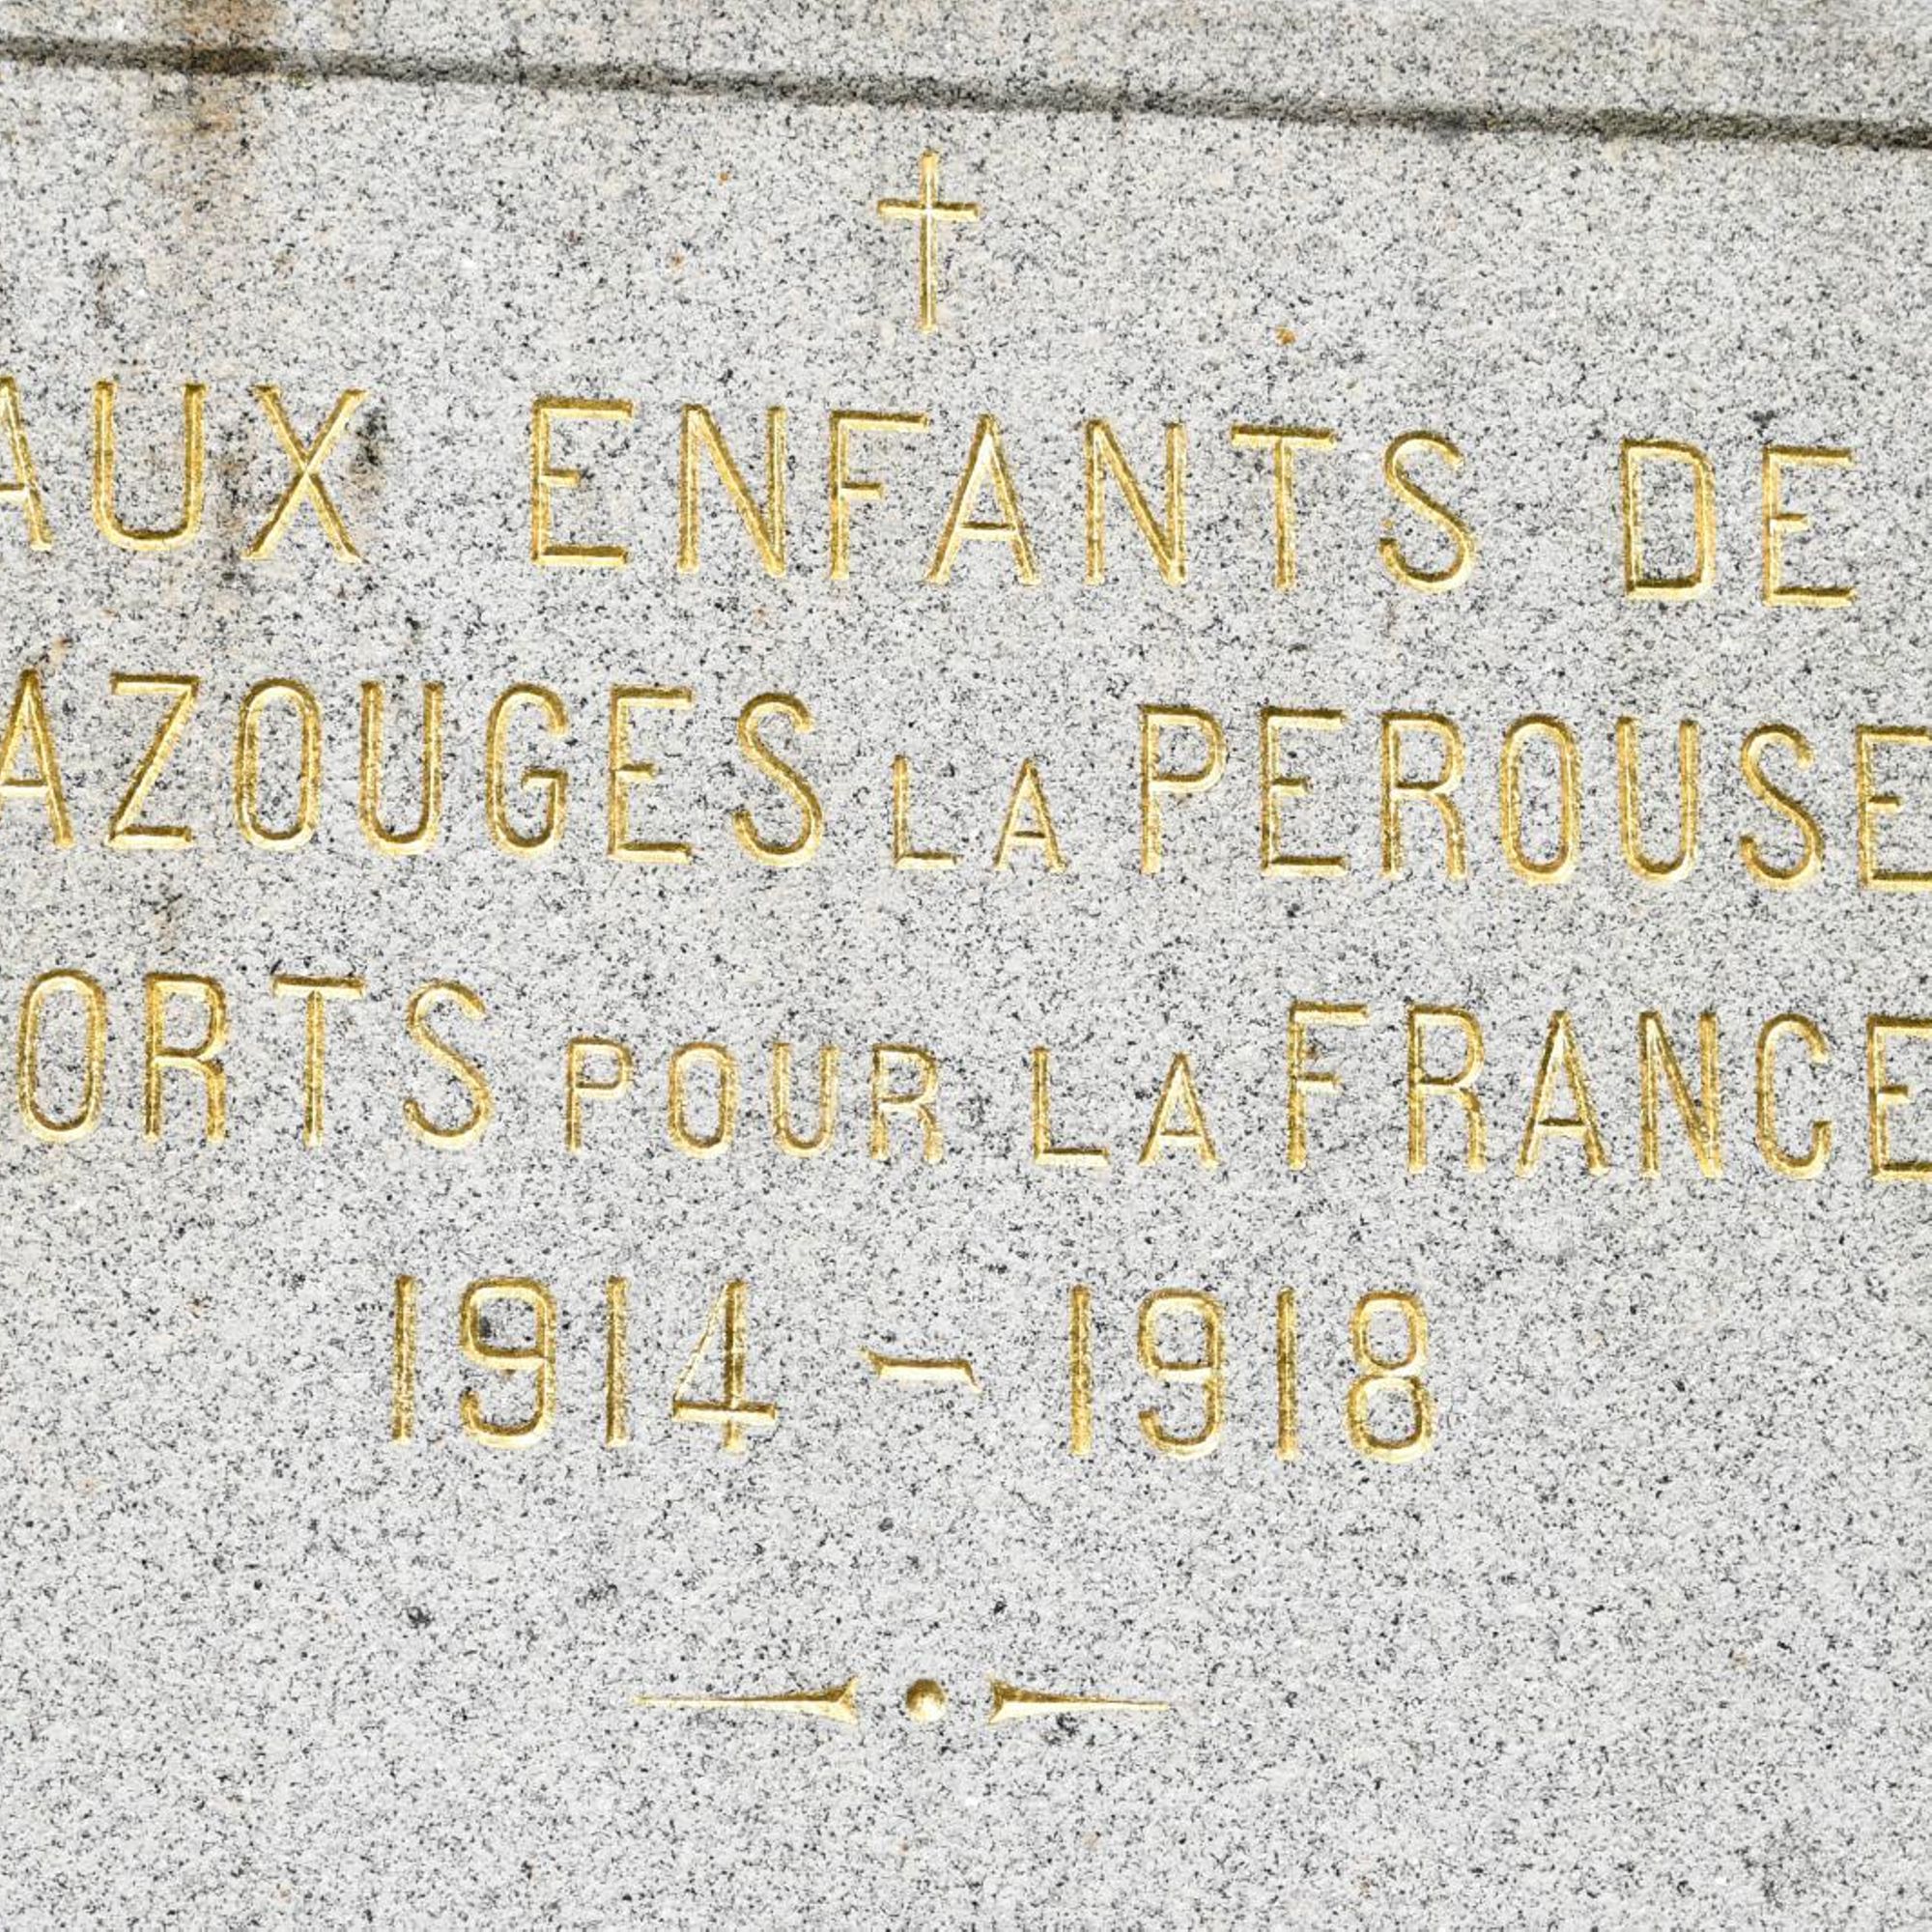 AUX ENFANTS DE
AZOUGES LA PEROUSE
ORTS POUR LA FRANCE
1914 - 1918